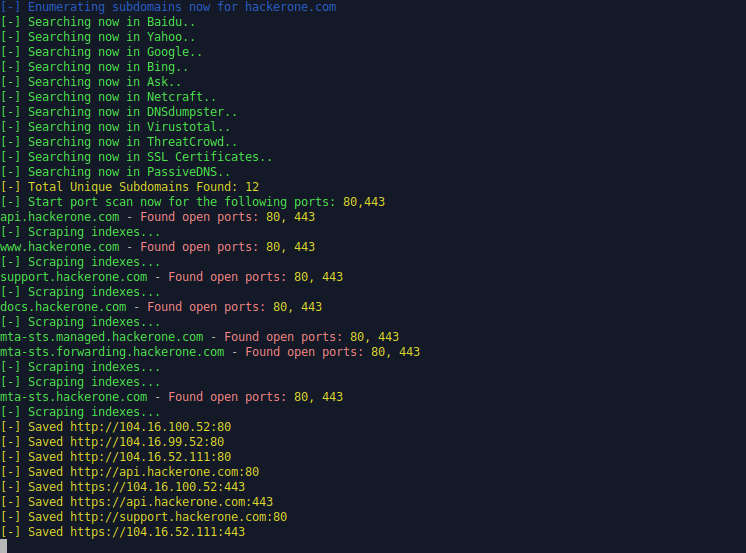 [-] Enumerating subdomains now for hackerone.com
[-] Searching now in Baidu..
[-] Searching now in Yahoo..
[-] Searching now in Google..
[-] Searching now in Bing..
[-] Searching now in Ask..
[-] Searching now in Netcraft..
[-] Searching now in DNSdumpster..
[-] Searching now in Virustotal..
[-] Searching now in ThreatCrowd..
[-] Searching now in SSL Certificates..
[-] Searching now in PassiveDNS..
[-] Total Unique Subdomains Found: 12
[-] Start port scan now for the following ports: 80,443
api.hackerone.com - Found open ports: 80, 443
[-] Scraping indexes...
www.hackerone.com - Found open ports: 80, 443
[-] Scraping indexes...
support.hackerone.com - Found open ports: 80, 443
[-] Scraping indexes...
docs.hackerone.com - Found open ports: 80, 443
[-] Scraping indexes...
mta-sts.managed.hackerone.com - Found open ports: 80, 443
mta-sts.forwarding.hackerone.com - Found open ports: 80, 443
[-] Scraping indexes...
[-] Scraping indexes...
mta-sts.hackerone.com - Found open ports: 80, 443
[-] Scraping indexes...
[-] Saved http://104.16.100.52:80
[-] Saved http://104.16.99.52:80
[-] Saved http://104.16.52.111:80
[-] Saved http://api.hackerone.com:80
[-] Saved https://104.16.100.52:443
[-] Saved https://api.hackerone.com:443
[-] Saved http://support.hackerone.com:80
[-] Saved https://104.16.52.111:443